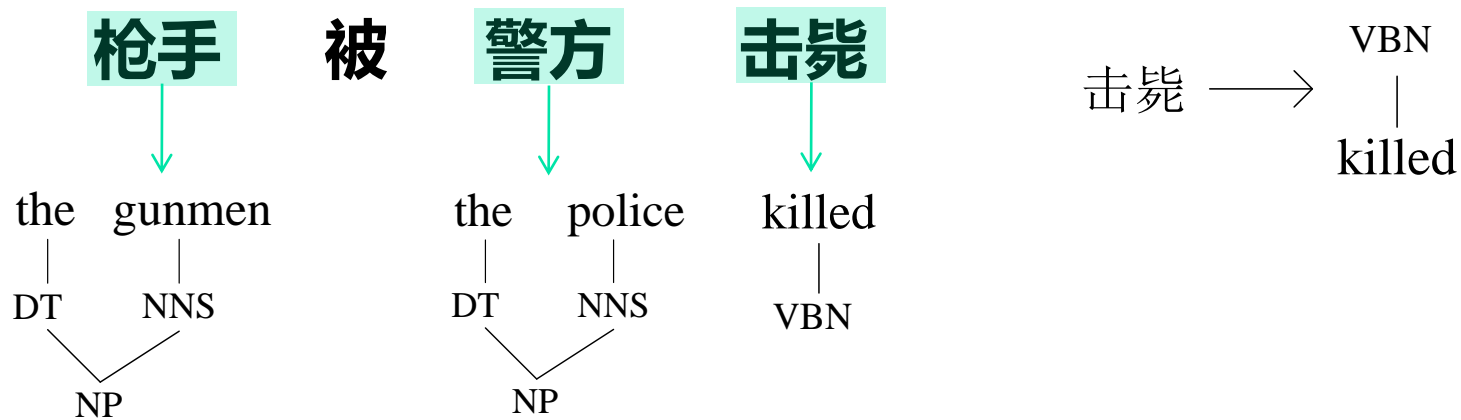 枪手 被 警方 击毙
the gunmen the police killed
DT NNS DT NNS VBN
NP NP
VBN
击毙
killed